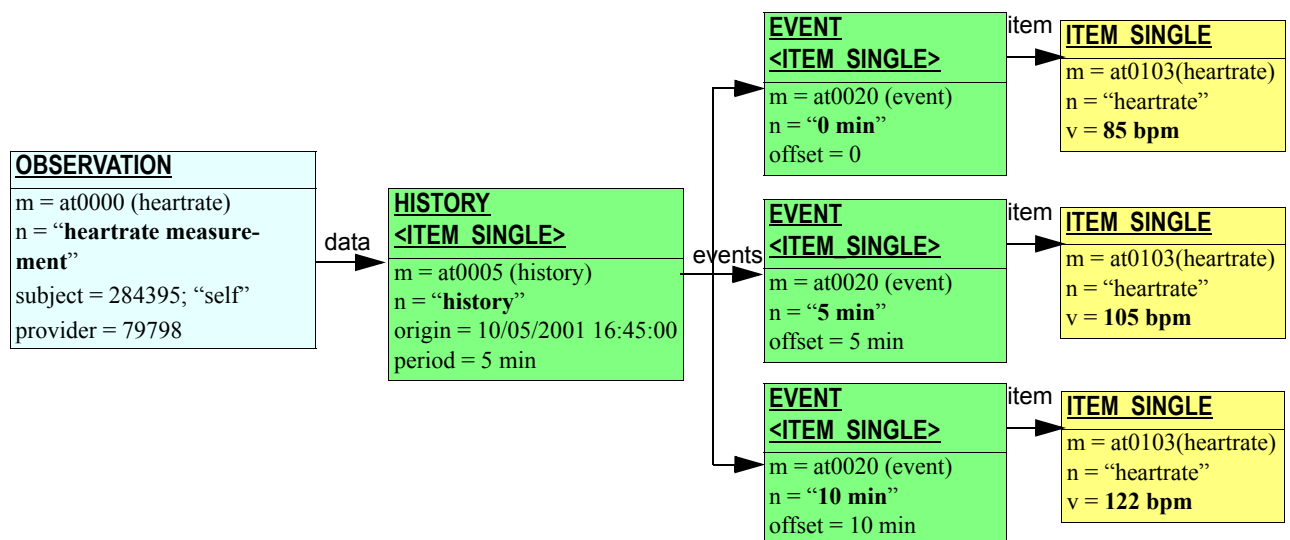 OBSERVATION
m = at0000 (heartrate)
n = “heartrate measure-
ment”
subject = 284395; “self”
provider = 79798
data
HISTORY
<ITEM_SINGLE>
m = at0005 (history)
n = “history”
origin = 10/05/2001 16:45:00
period = 5 min
events
EVENT
<ITEM_SINGLE>
m = at0020 (event)
n = “0 min”
offset = 0
item
ITEM_SINGLE
m = at0103(heartrate)
n = “heartrate”
v = 85 bpm
EVENT
<ITEM_SINGLE>
m = at0020 (event)
n = “5 min”
offset = 5 min
item
ITEM_SINGLE
m = at0103(heartrate)
n = “heartrate”
v = 105 bpm
EVENT
<ITEM_SINGLE>
m = at0020 (event)
n = “10 min”
offset = 10 min
item
ITEM_SINGLE
m = at0103(heartrate)
n = “heartrate”
v = 122 bpm